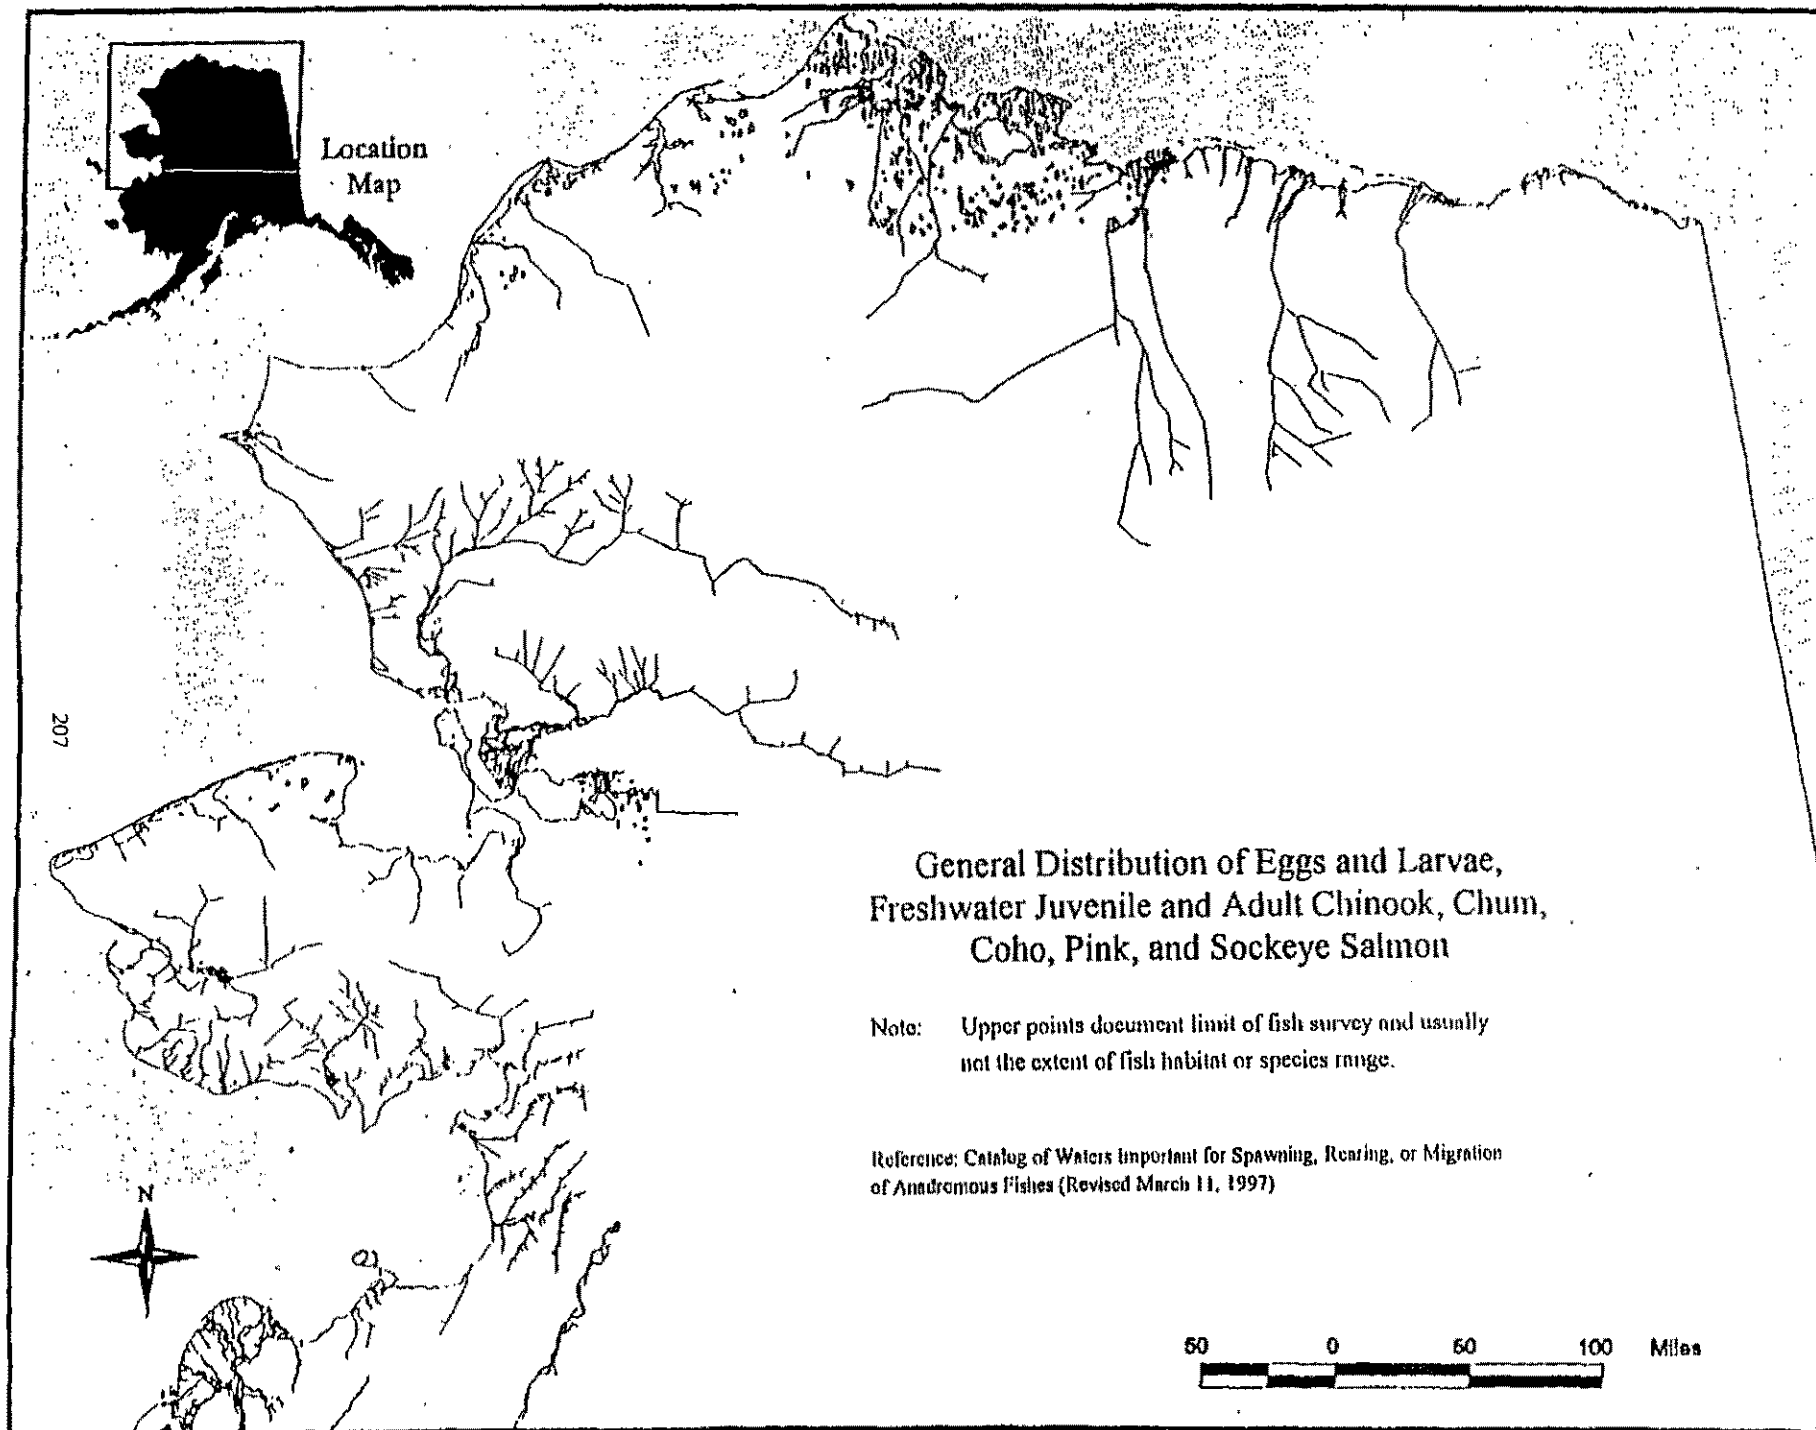 Location
Map
207
General Distribution of Eggs and Larvae,
Freshwater Juvenile and Adult Chinook, Chum,
Coho, Pink, and Sockeye Salmon
Note: Upper points document limit of fish survey and usually
not the extent of fish habitat or species range.
Reference: Catalog of Waters Important for Spawning, Rearing, or Migration
of Anadromous Fishes (Revised March 11, 1997)
N
50 0 50 100 Miles